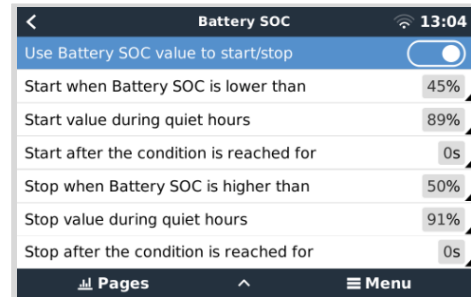 Battery SOC 13:04
Use Battery SOC value to start/stop
Start when Battery SOC is lower than 45%
Start value during quiet hours 89%
Start after the condition is reached for 0s
Stop when Battery SOC is higher than 50%
Stop value during quiet hours 91%
Stop after the condition is reached for 0s
Pages Menu